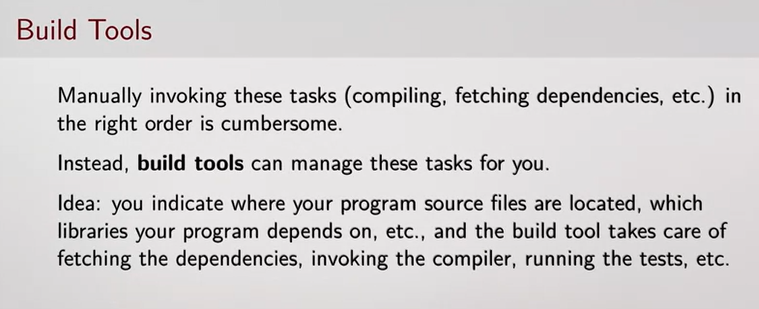 Build Tools
Manually invoking these tasks (compiling, fetching dependencies, etc.) in
the right order is cumbersome.
Instead, build tools can manage these tasks for you.
Idea: you indicate where your program source files are located, which
libraries your program depends on, etc., and the build tool takes care of
fetching the dependencies, invoking the compiler, running the tests, etc.